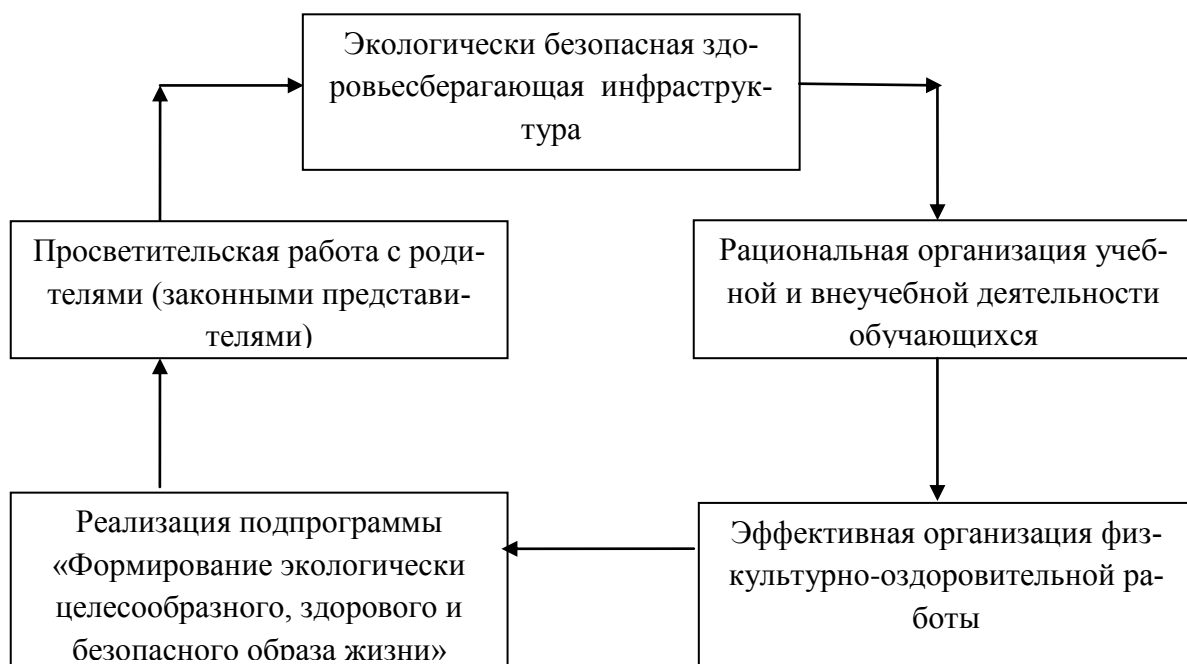 Экологически безопасная здо-
ровьесберагающая инфраструк-
тура
Просветительская работа с роди-
телями (законными представи-
телями)
Рациональная организация учеб-
ной и внеучебной деятельности
обучающихся
Реализация подпрограммы
«Формирование экологически
целесообразного, здорового и
безопасного образа жизни»
Эффективная организация физ-
культурно-оздоровительной ра-
боты